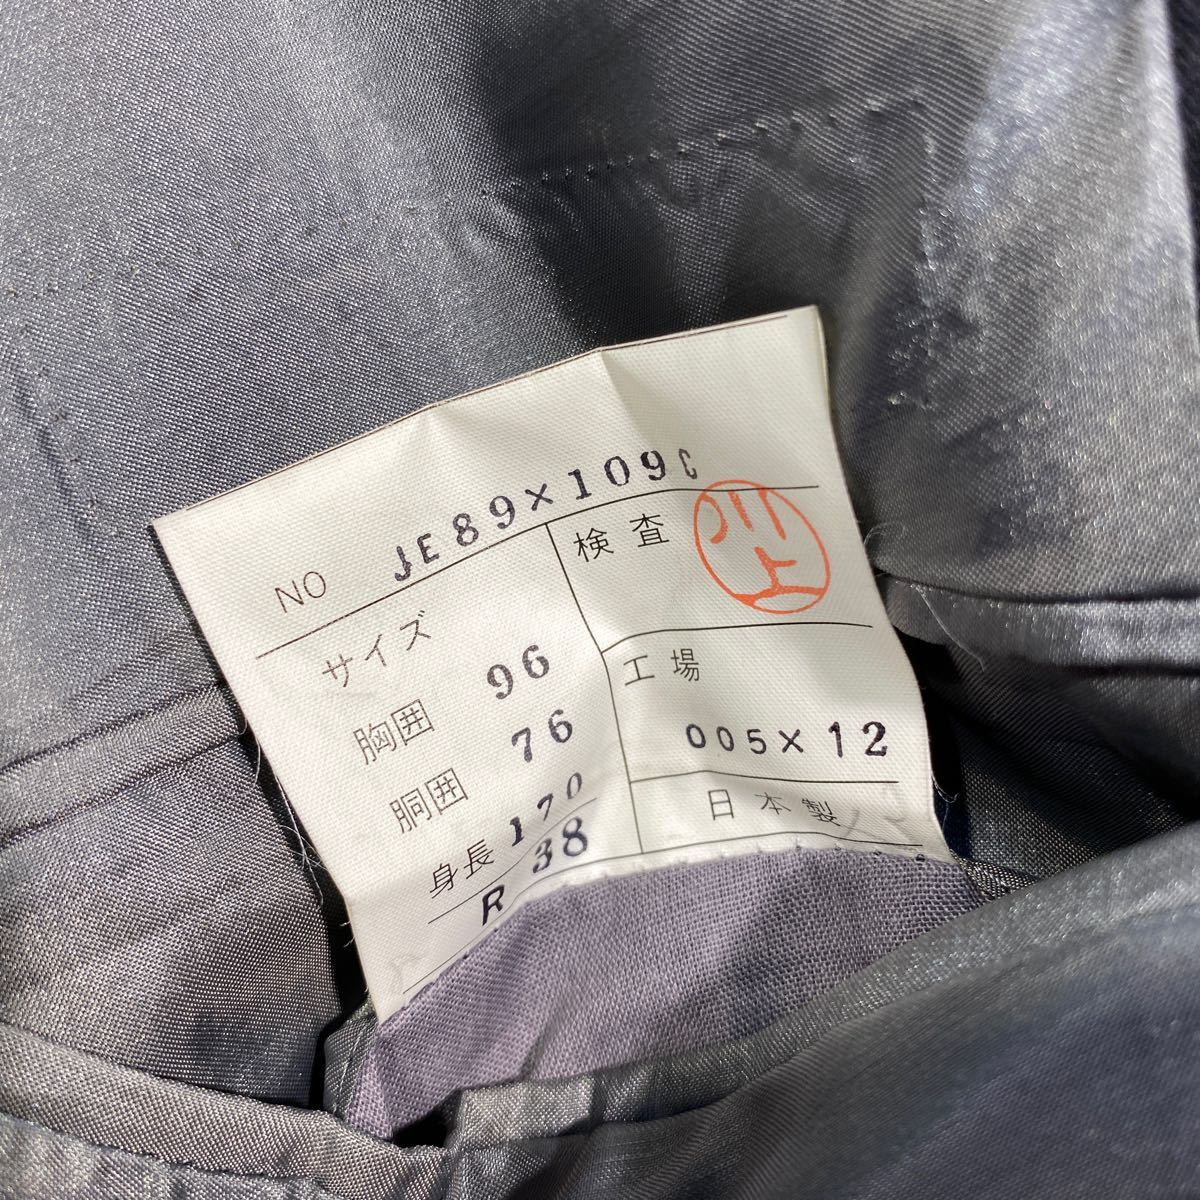 NO JE89×109C
サイズ
胸囲 96
胴囲 76
身長 170
R 38
検査 川上
工場
005×12
日本製